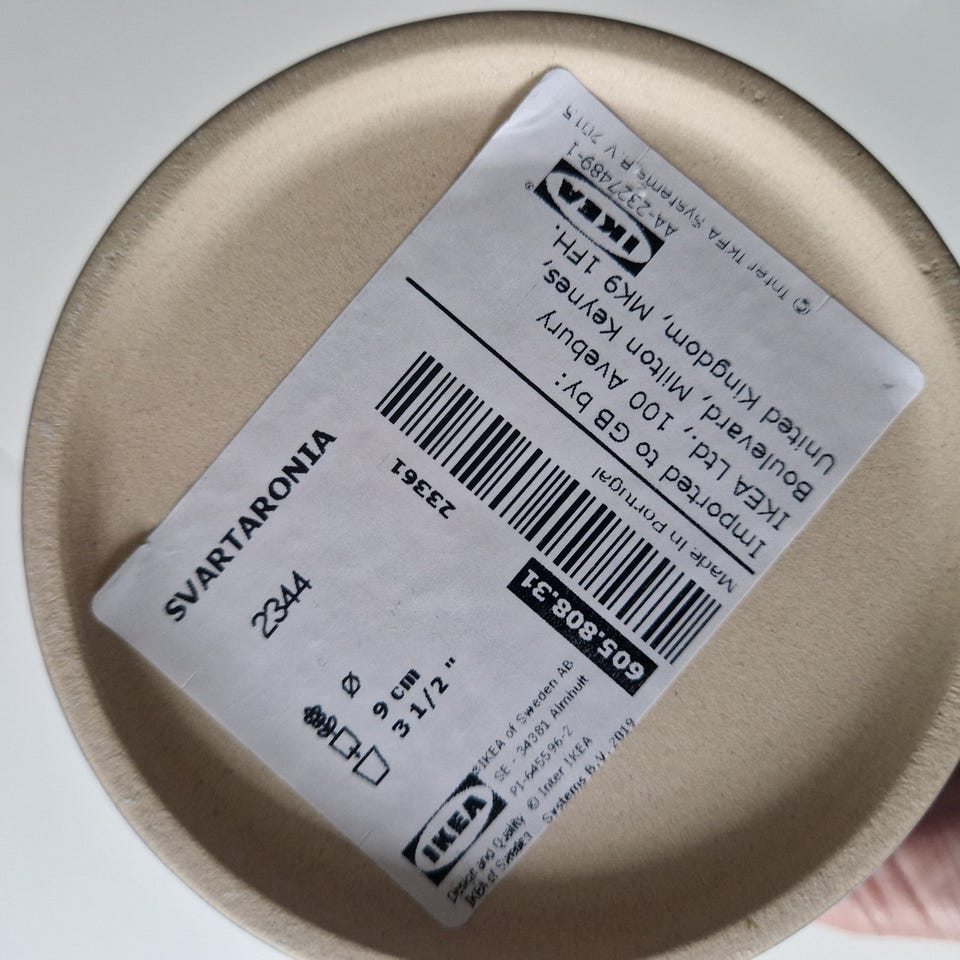 SVARTARONIA
2344
Ø
9 cm
3 1/2 "
IKEA
Design and Quality
IKEA of Sweden
©IKEA of Sweden AB
SE - 34381 Älmhult
PI-645596-2
© Inter IKEA
Systems B.V. 2019
605.808.31
23361
Made in Portugal
Imported to GB by:
IKEA Ltd., 100 Avebury
Boulevard, Milton Keynes,
United Kingdom, MK9 1FH.
IKEA
®
AA-2327489-1
© Inter IKEA Systems B.V.